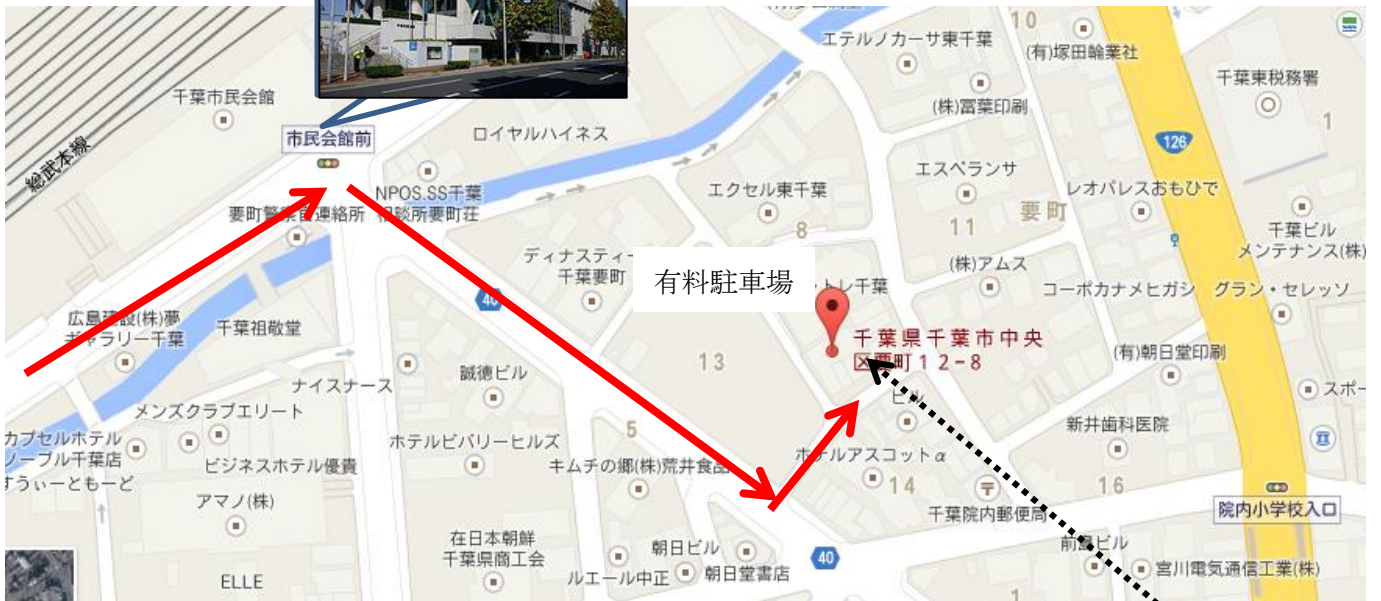 10
エテルノカーサ東千葉
(有)塚田輪業社
千葉東税務署
千葉市民会館
(株)冨葉印刷
1
市民会館前
ロイヤルハイネス
126
総武本線
エスペランサ
NPOS.SS千葉
相談所要町荘
エクセル東千葉
レオパレスおもひで
要町
11
8
千葉ビル
メンテナンス(株)
ディナスティー
千葉要町
有料駐車場
(株)アムス
トレ千葉
コーポカナメヒガシ
グラン・セレッソ
40
広島建設(株)夢
ギャラリー千葉
千葉祖敬堂
千葉県千葉市中央
区要町12-8
(有)朝日堂印刷
13
誠徳ビル
ナイスナース
スポー
ビル
メンズクラブエリート
新井歯科医院
カプセルホテル
ノーブル千葉店
すうぃーともーど
ビジネスホテル優貴
ホテルビバリーヒルズ
5
キムチの郷(株)荒井食品
ホテルアスコットα
14
16
アマノ(株)
千葉院内郵便局
院内小学校入口
在日本朝鮮
千葉県商工会
朝日ビル
40
前島ビル
ELLE
ルエール中正
朝日堂書店
宮川電気通信工業(株)
1